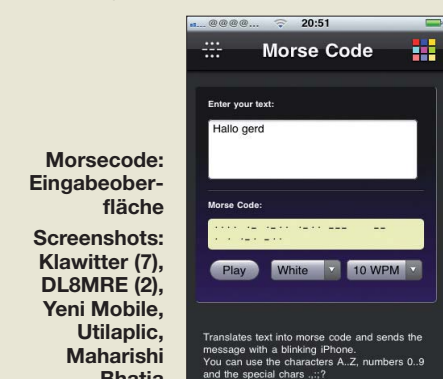 Morsecode:
Eingabeober-
fläche
Screenshots:
Klawitter (7),
DL8MRE (2),
Yeni Mobile,
Utilaplic,
Maharishi
Bhatia
@@@@... 20:51
Morse Code
Enter your text:
Hallo gerd
Morse Code:
···· ·- ·-·· ·-·· --- --
· · ·-· -··
Play White 10 WPM
Translates text into morse code and sends the
message with a blinking iPhone.
You can use the characters A..Z, numbers 0..9
and the special chars .,:;?